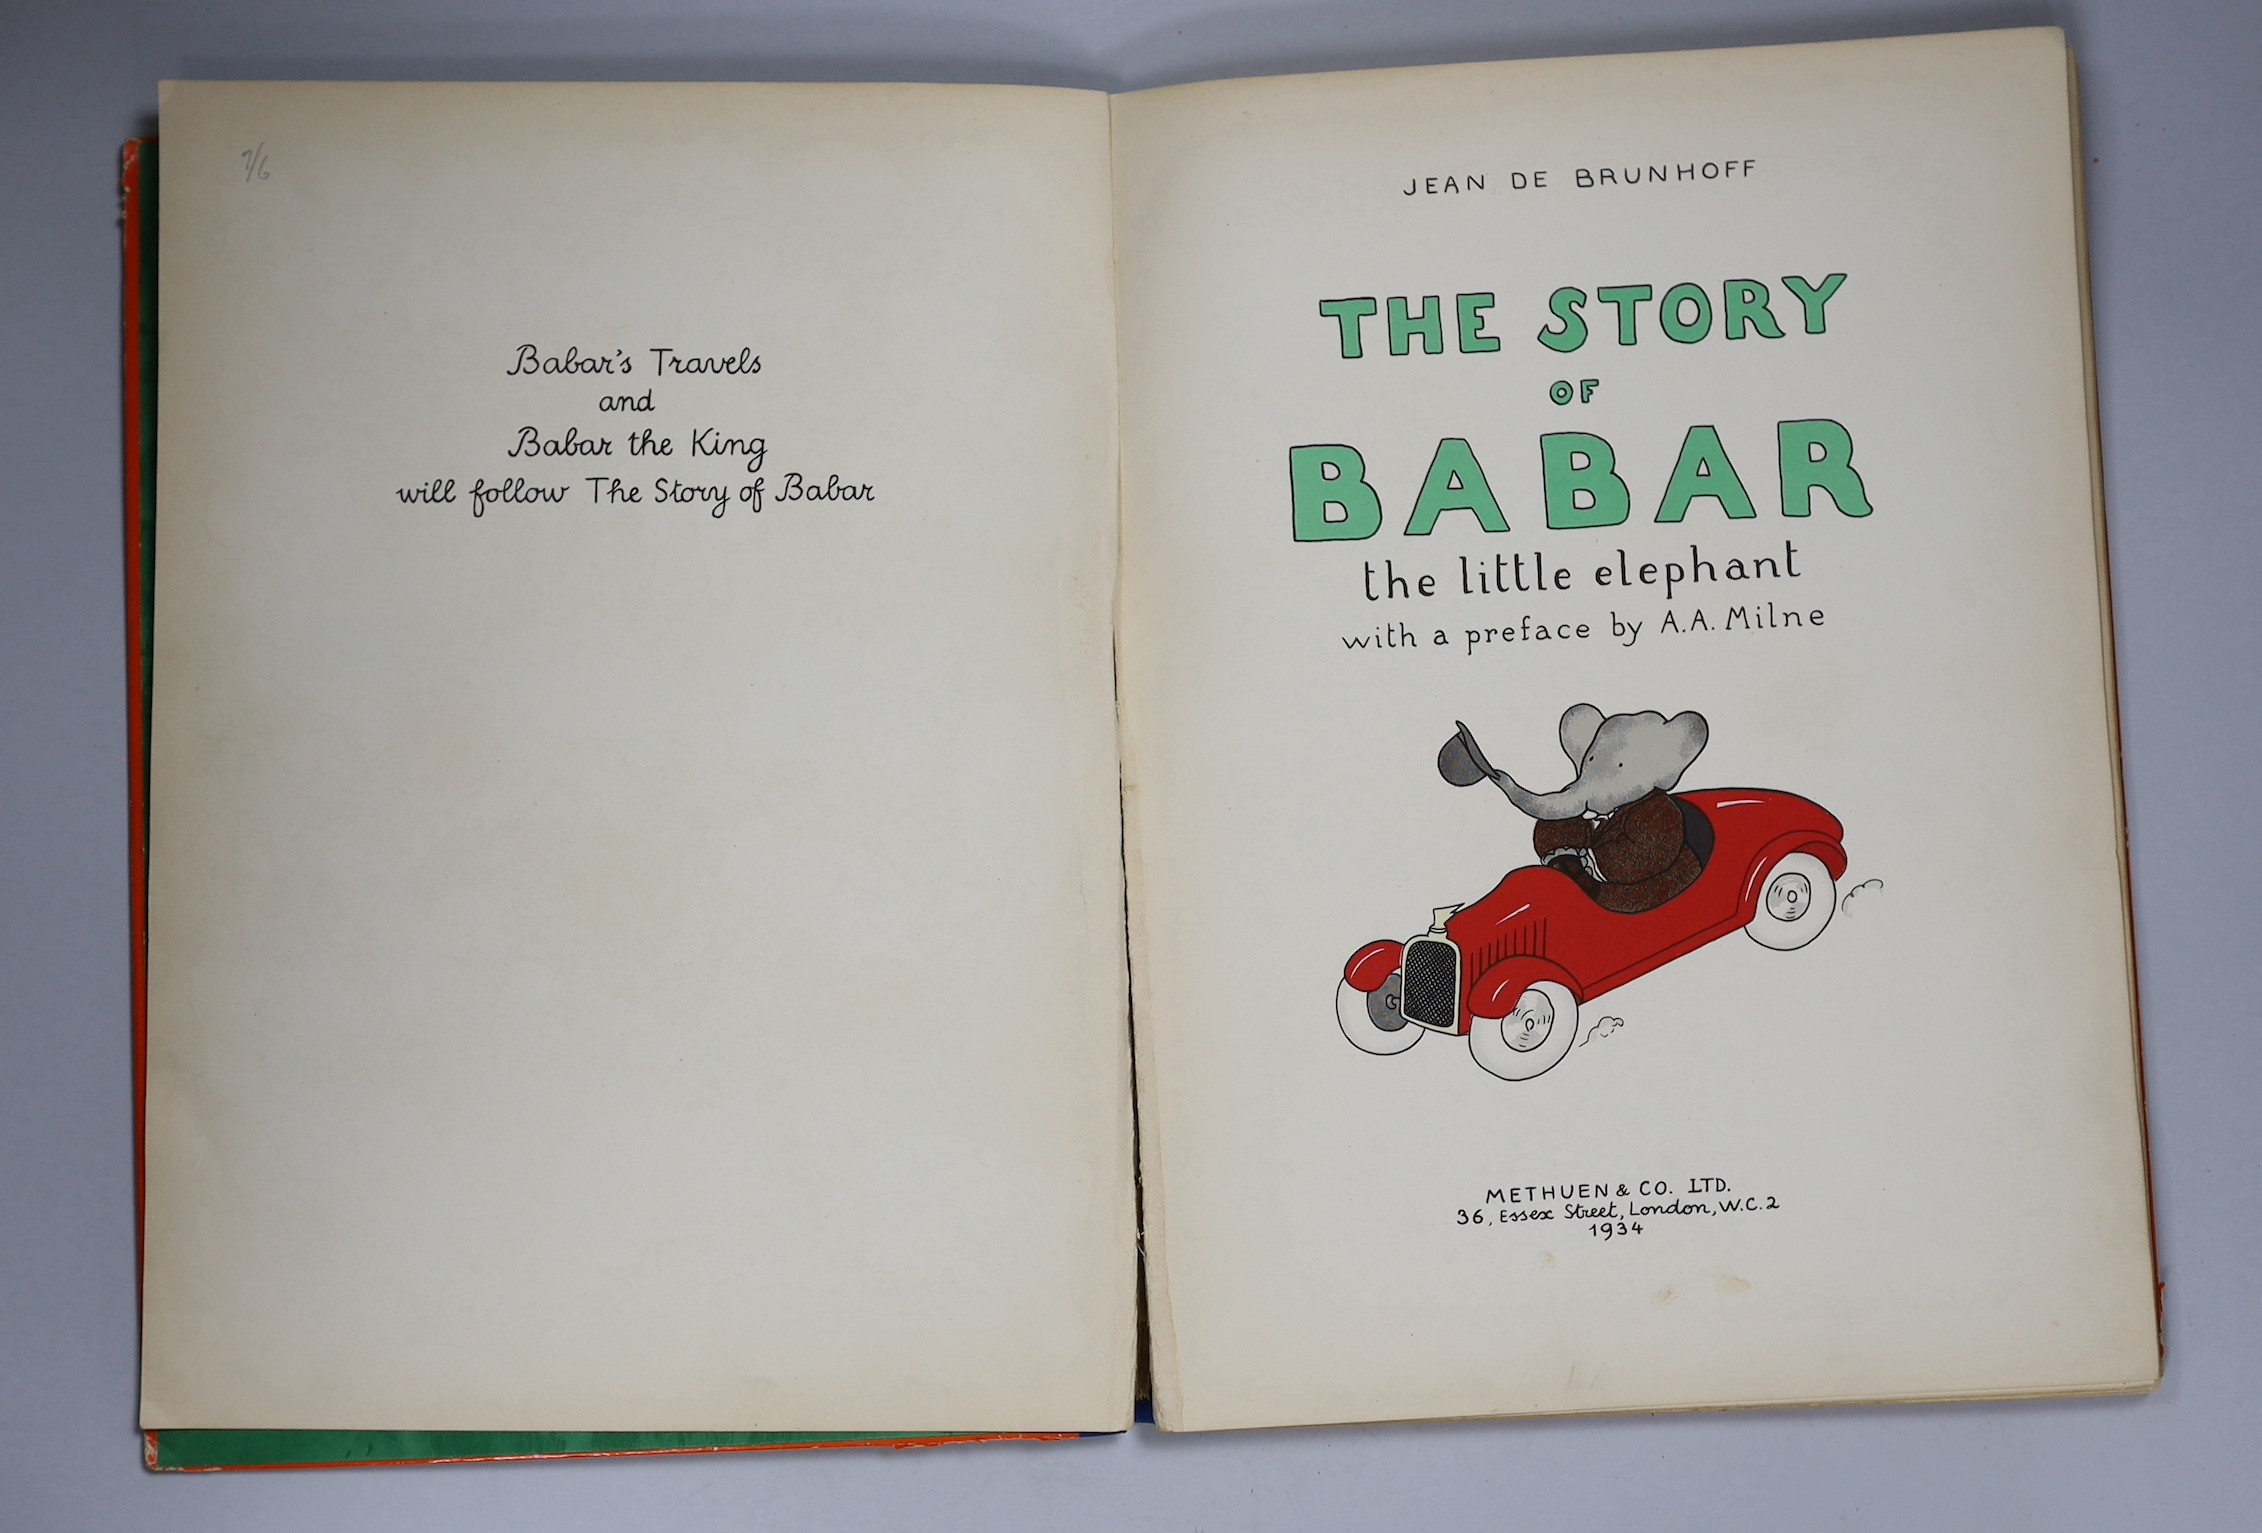 7/6
Babar's Travels
and
Babar the King
will follow The Story of Babar
JEAN DE BRUNHOFF
THE STORY
OF
BABAR
the little elephant
with a preface by A.A. Milne
METHUEN & CO. LTD.
36, Essex Street, London, W.C.2
1934